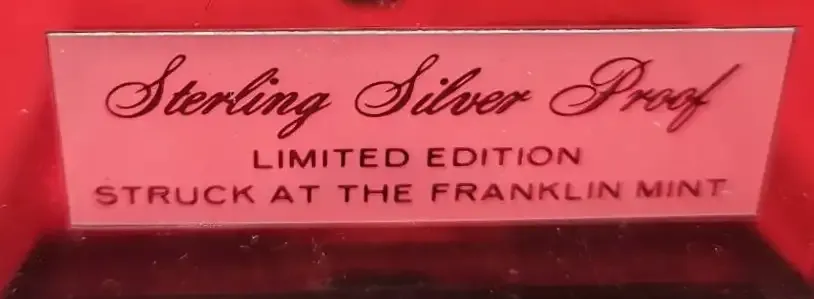 Sterling Silver Proof
LIMITED EDITION
STRUCK AT THE FRANKLIN MINT